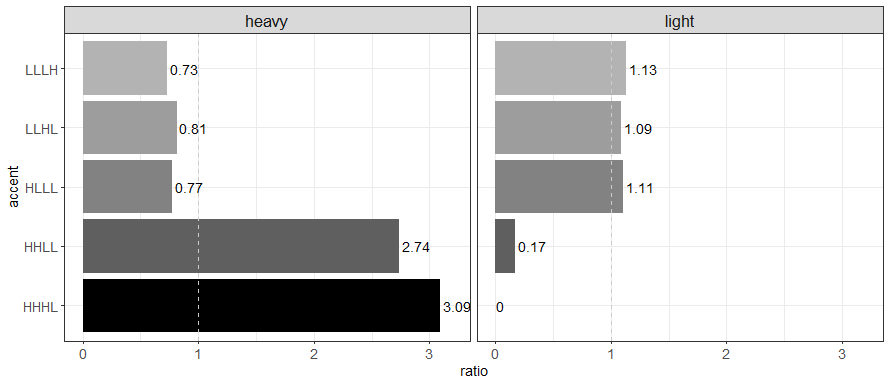 heavy light
accent
LLLH 0.73 1.13
LLHL 0.81 1.09
HLLL 0.77 1.11
HHLL 2.74 0.17
HHHL 3.09 0
0 1 2 3 0 1 2 3
ratio